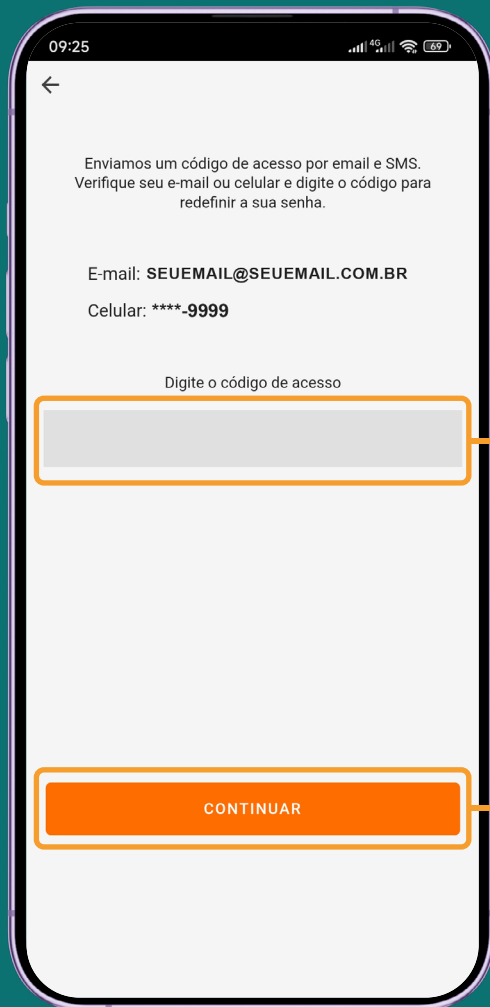 09:25
4G
69
Enviamos um código de acesso por email e SMS.
Verifique seu e-mail ou celular e digite o código para
redefinir a sua senha.
E-mail: SEUEMAIL@SEUEMAIL.COM.BR
Celular: ****-9999
Digite o código de acesso
CONTINUAR